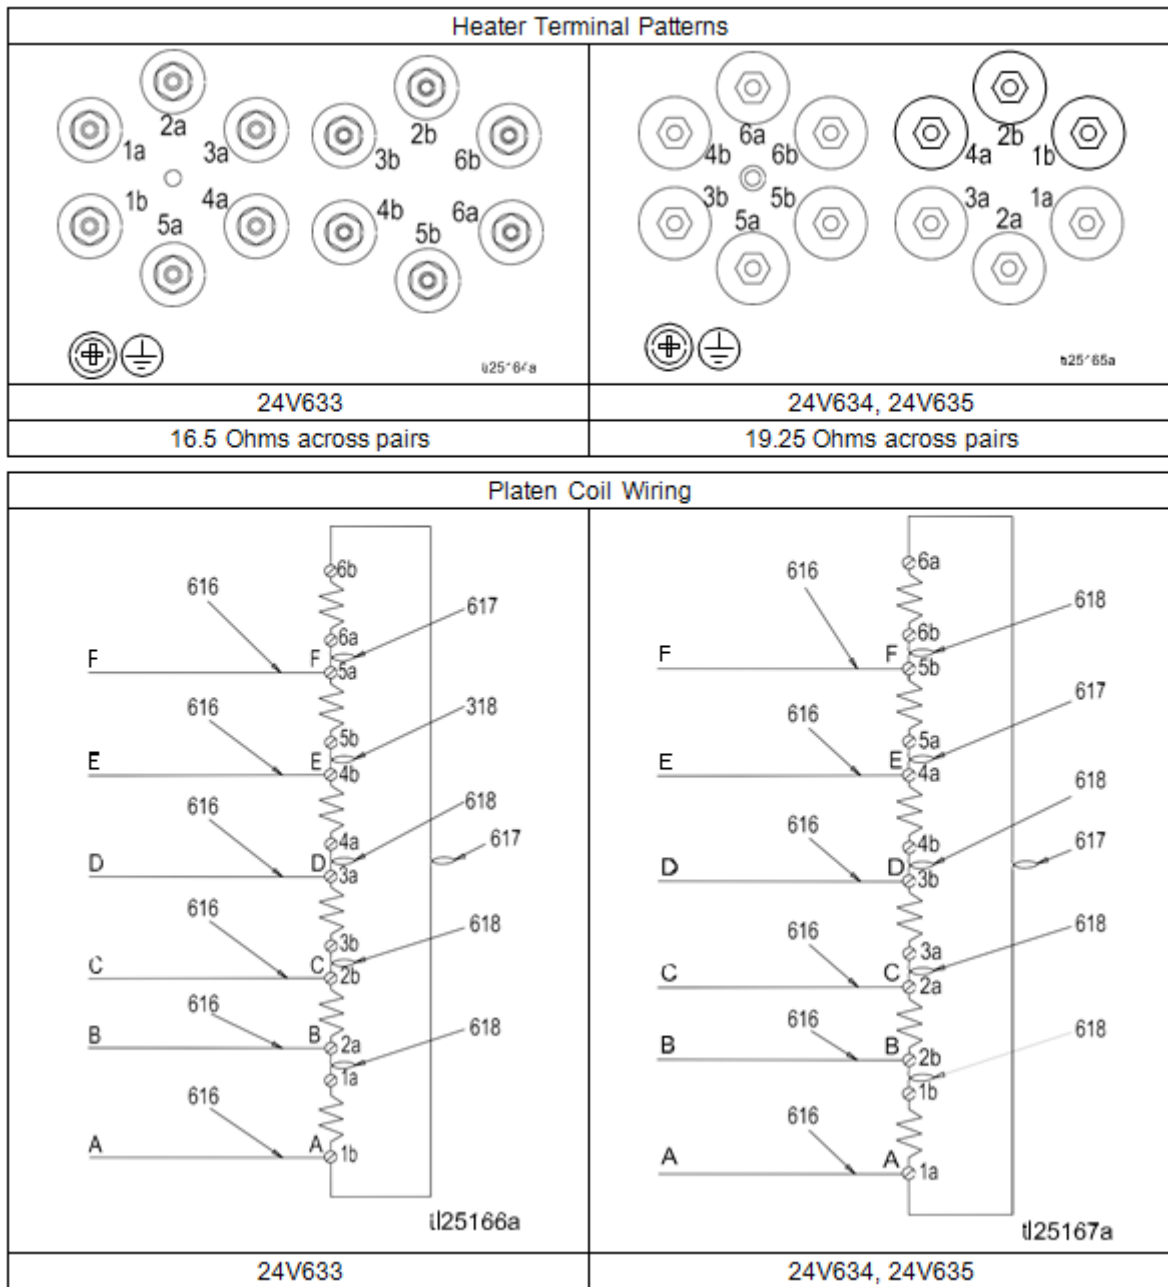 Heater Terminal Patterns
2a
1a 3a
1b 4a
5a
2b
3b 6b
4b 6a
5b
6a
4b 6b
3b 5b
5a
2b
4a 1b
3a 1a
2a
24V633
24V634, 24V635
16.5 Ohms across pairs
19.25 Ohms across pairs
Platen Coil Wiring
6b
616
617
6a
F F
5a
616
318
5b
E E
4b
616
618
4a
617
D D
3a
616
3b
618
C C
2b
616
B B
618
2a
1a
616
A A
1b
6a
616
618
6b
F F
5b
617
616
5a
E E
4a
618
616
4b
617
D D
3b
616
618
3a
C C
2a
616
618
B B
2b
1b
616
A A
1a
ti25167a
24V633
24V634, 24V635